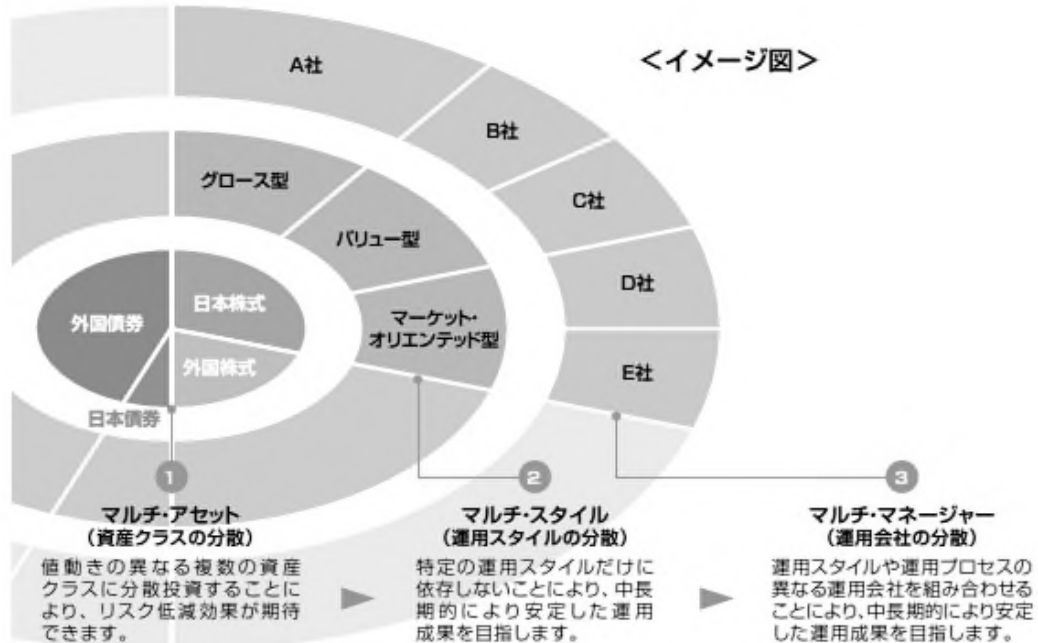 <イメージ図>
A社
B社
C社
D社
E社
グロース型
バリュー型
マーケット・
オリエンテッド型
外国債券
日本株式
外国株式
日本債券
1
マルチ・アセット
(資産クラスの分散)
値動きの異なる複数の資産
クラスに分散投資することに
より、リスク低減効果が期待
できます。
2
マルチ・スタイル
(運用スタイルの分散)
特定の運用スタイルだけに
依存しないことにより、中長
期的により安定した運用
成果を目指します。
3
マルチ・マネージャー
(運用会社の分散)
運用スタイルや運用プロセスの
異なる運用会社を組み合わせる
ことにより、中長期的により安定
した運用成果を目指します。